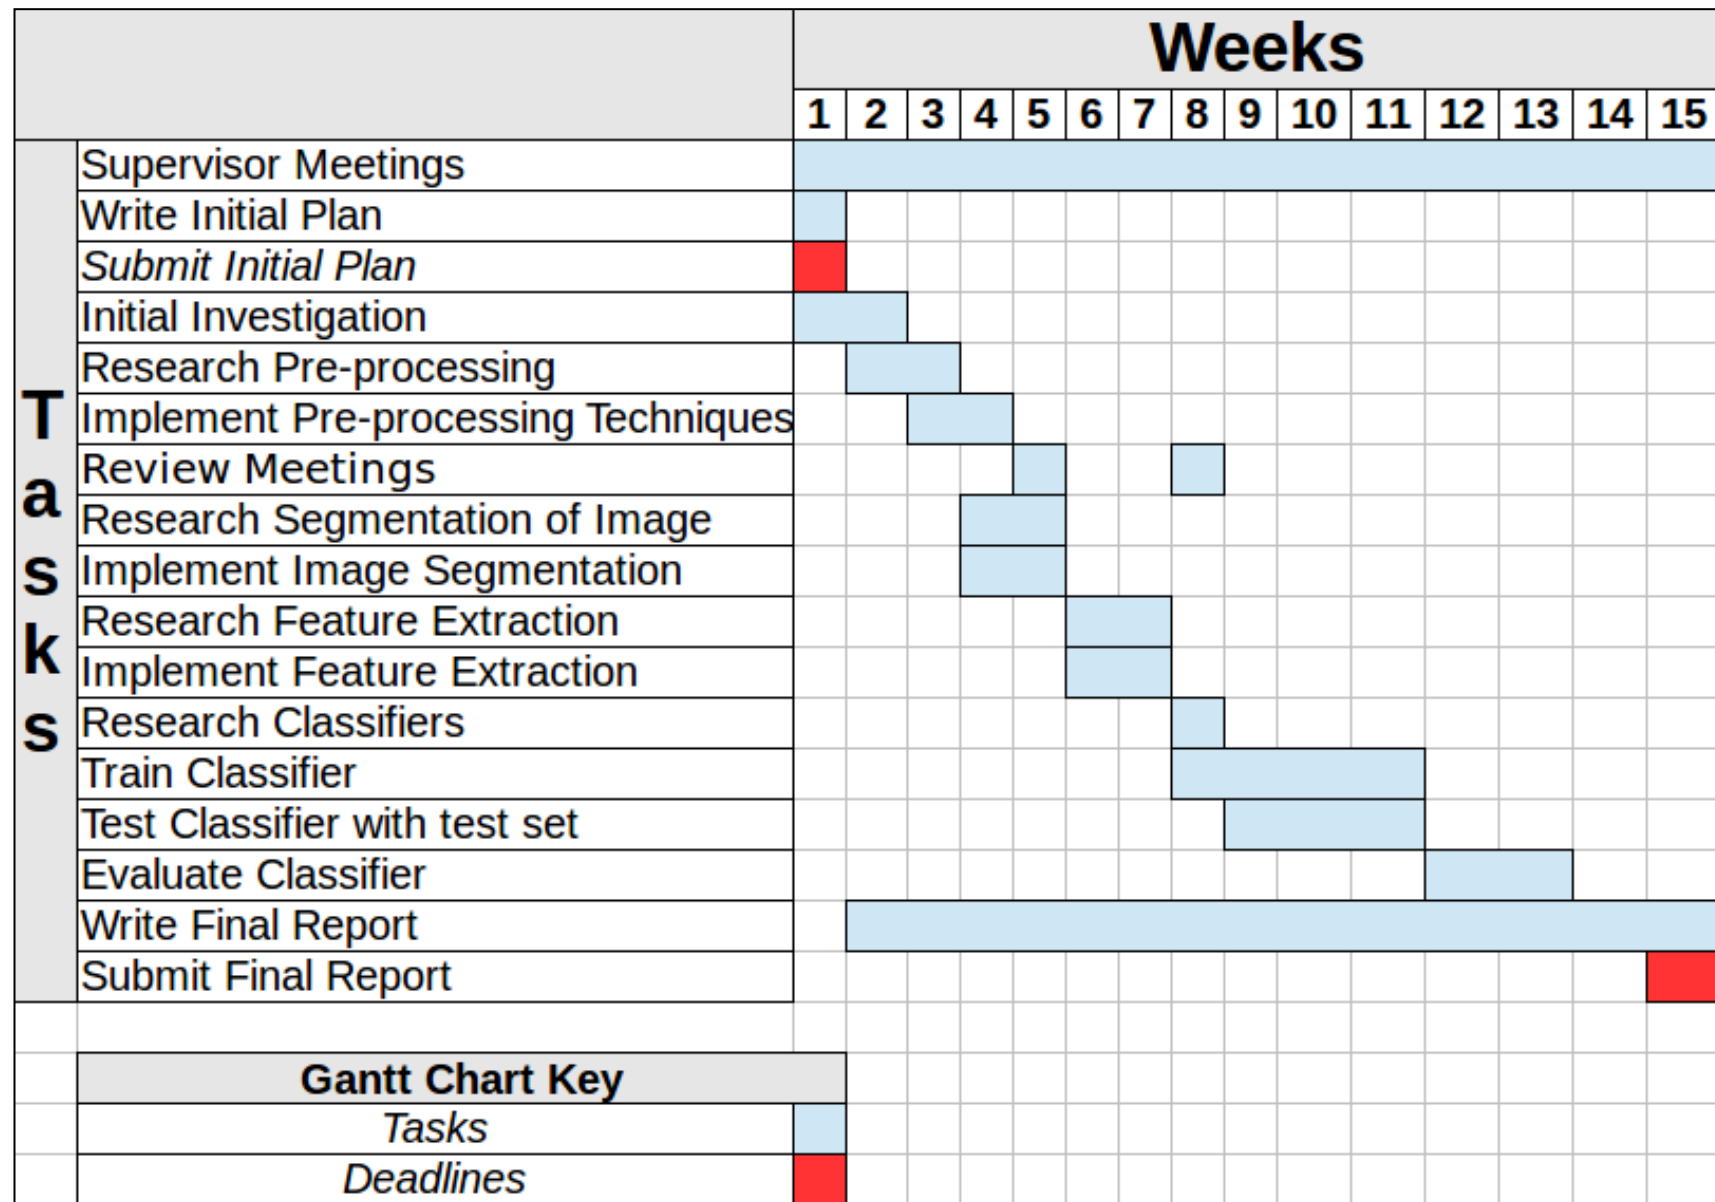 Weeks
1 2 3 4 5 6 7 8 9 10 11 12 13 14 15
Tasks
Supervisor Meetings
Write Initial Plan
Submit Initial Plan
Initial Investigation
Research Pre-processing
Implement Pre-processing Techniques
Review Meetings
Research Segmentation of Image
Implement Image Segmentation
Research Feature Extraction
Implement Feature Extraction
Research Classifiers
Train Classifier
Test Classifier with test set
Evaluate Classifier
Write Final Report
Submit Final Report
Gantt Chart Key
Tasks
Deadlines